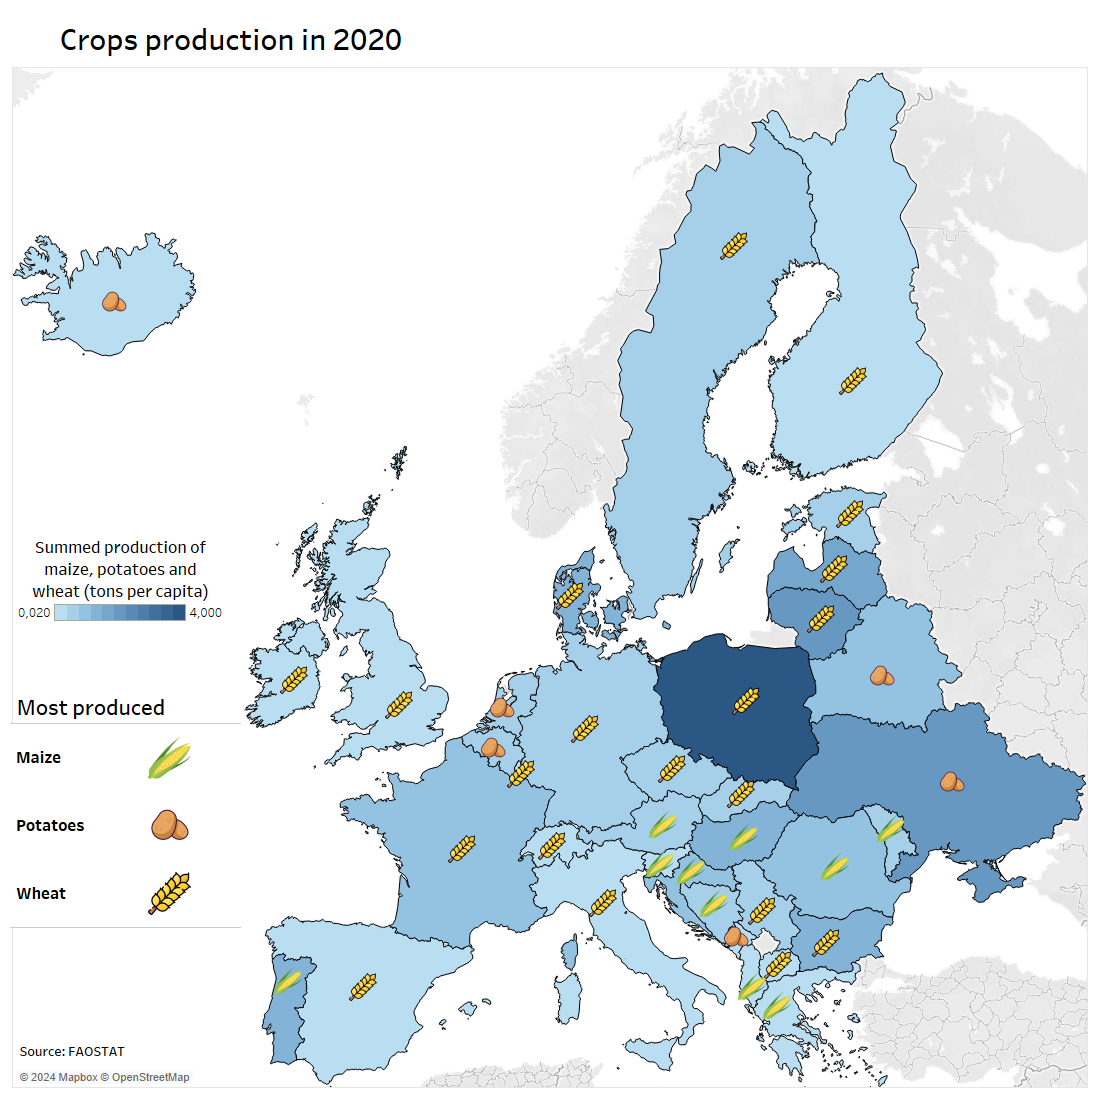 Crops production in 2020
Summed production of
maize, potatoes and
wheat (tons per capita)
0,020 4,000
Most produced
Maize
Potatoes
Wheat
Source: FAOSTAT
© 2024 Mapbox © OpenStreetMap